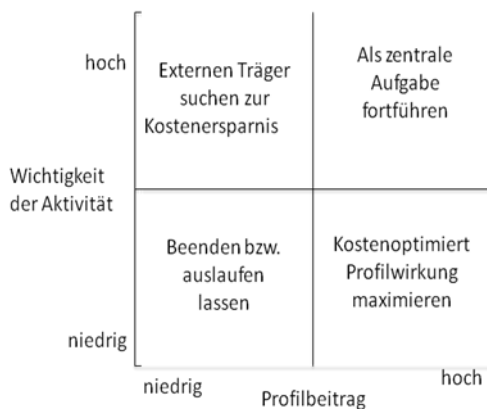 hoch
Externen Träger
suchen zur
Kostenersparnis
Als zentrale
Aufgabe
fortführen
Wichtigkeit
der Aktivität
Beenden bzw.
auslaufen
lassen
Kostenoptimiert
Profilwirkung
maximieren
niedrig
niedrig
Profilbeitrag
hoch